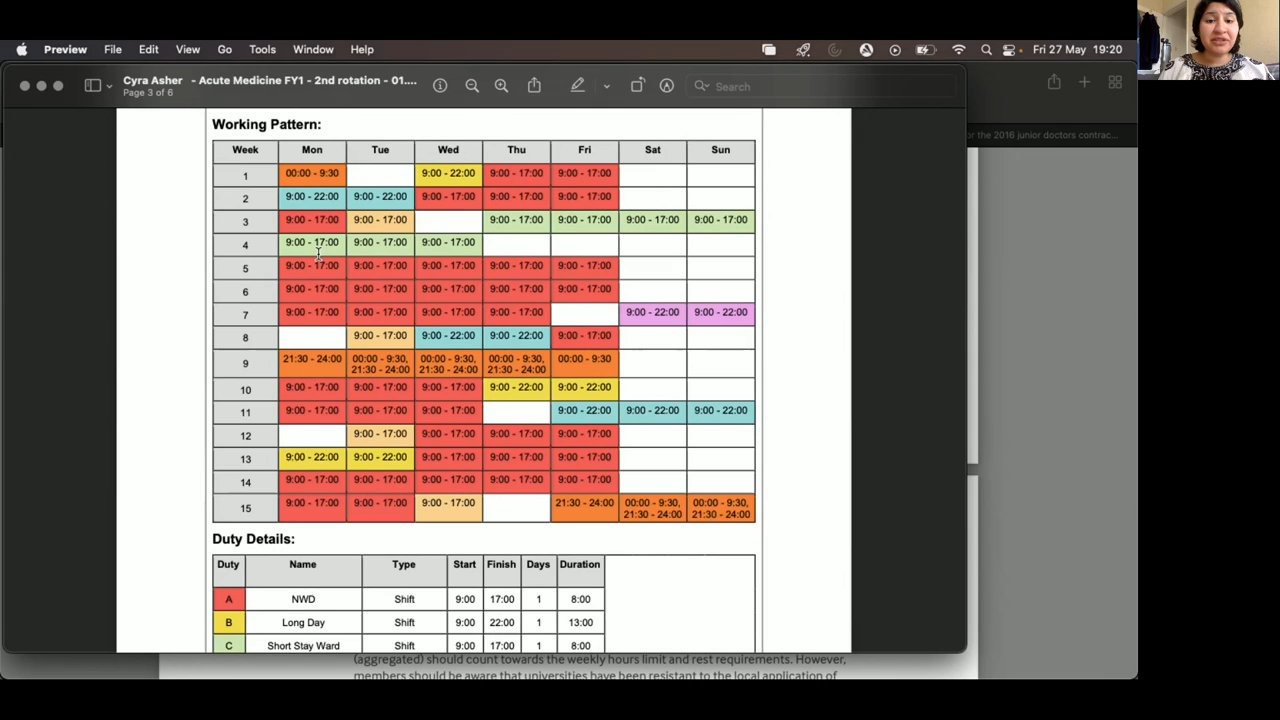 Preview File Edit View Go Tools Window Help Fri 27 May 19:20
Cyra Asher - Acute Medicine FY1 - 2nd rotation - 01....
Page 3 of 6
Search
or the 2016 junior doctors contrac...
Working Pattern:
Week Mon Tue Wed Thu Fri Sat Sun
1 00:00 - 9:30 9:00 - 22:00 9:00 - 17:00 9:00 - 17:00
2 9:00 - 22:00 9:00 - 22:00 9:00 - 17:00 9:00 - 17:00 9:00 - 17:00
3 9:00 - 17:00 9:00 - 17:00 9:00 - 17:00 9:00 - 17:00 9:00 - 17:00 9:00 - 17:00
4 9:00 - 17:00 9:00 - 17:00 9:00 - 17:00
5 9:00 - 17:00 9:00 - 17:00 9:00 - 17:00 9:00 - 17:00 9:00 - 17:00
6 9:00 - 17:00 9:00 - 17:00 9:00 - 17:00 9:00 - 17:00 9:00 - 17:00
7 9:00 - 17:00 9:00 - 17:00 9:00 - 17:00 9:00 - 17:00 9:00 - 22:00 9:00 - 22:00
8 9:00 - 17:00 9:00 - 22:00 9:00 - 22:00 9:00 - 17:00
9 21:30 - 24:00 00:00 - 9:30, 00:00 - 9:30, 00:00 - 9:30, 00:00 - 9:30
21:30 - 24:00 21:30 - 24:00 21:30 - 24:00
10 9:00 - 17:00 9:00 - 17:00 9:00 - 17:00 9:00 - 22:00 9:00 - 22:00
11 9:00 - 17:00 9:00 - 17:00 9:00 - 17:00 9:00 - 22:00 9:00 - 22:00 9:00 - 22:00
12 9:00 - 17:00 9:00 - 17:00 9:00 - 17:00 9:00 - 17:00
13 9:00 - 22:00 9:00 - 22:00 9:00 - 17:00 9:00 - 17:00 9:00 - 17:00
14 9:00 - 17:00 9:00 - 17:00 9:00 - 17:00 9:00 - 17:00 9:00 - 17:00
15 9:00 - 17:00 9:00 - 17:00 9:00 - 17:00 21:30 - 24:00 00:00 - 9:30, 00:00 - 9:30,
21:30 - 24:00 21:30 - 24:00
Duty Details:
Duty Name Type Start Finish Days Duration
A NWD Shift 9:00 17:00 1 8:00
B Long Day Shift 9:00 22:00 1 13:00
C Short Stay Ward Shift 9:00 17:00 1 8:00
(aggregated) should count towards the weekly hours limit and rest requirements. However,
members should be aware that universities have been resistant to the local application of